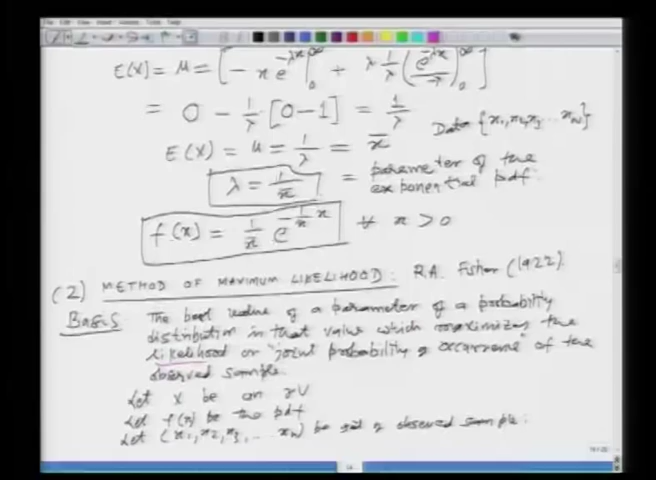 E(X) = μ = [ - x e^{-λx} |_0^∞ + λ 1/λ ( e^{-λx} / -λ )_0^∞ ]
= 0 - 1/λ [0-1] = 1/λ
Data {x1, x2, x3, ... xN}
E(X) = μ = 1/λ = x̄
λ = 1/x̄ = parameter of the
exponential pdf.
f(x) = 1/x̄ e^{-1/x̄ x} ∀ x > 0
(2) METHOD OF MAXIMUM LIKELIHOOD: R.A. Fisher (1922).
BASIS The best value of a parameter of a probability
distribution is that value which maximizes the
likelihood or "joint probability of occurrence" of the
observed sample.
Let X be an rV
Let f(x) be the pdf
Let (x1, x2, x3, ... xN) be set of observed sample.